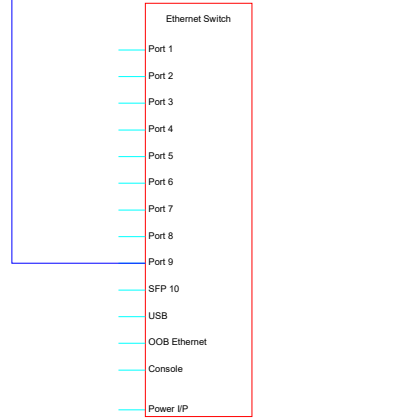 Ethernet Switch
Port 1
Port 2
Port 3
Port 4
Port 5
Port 6
Port 7
Port 8
Port 9
SFP 10
USB
OOB Ethernet
Console
Power I/P